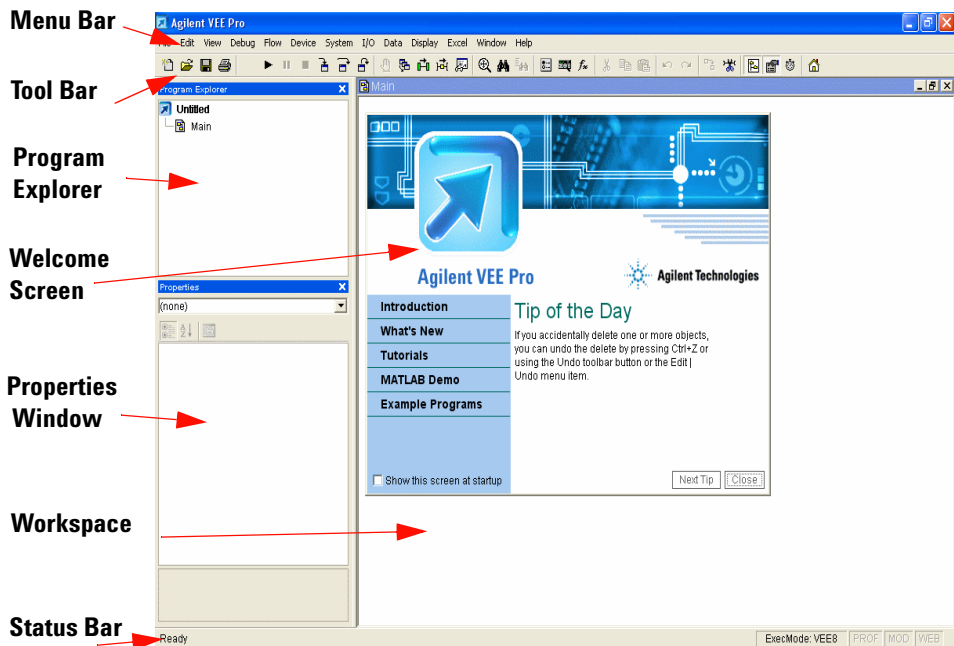 Menu Bar
Tool Bar
Program
Explorer
Welcome
Screen
Properties
Window
Workspace
Status Bar
Agilent VEE Pro
File Edit View Debug Flow Device System I/O Data Display Excel Window Help
Program Explorer
Untitled
Main
Properties
(none)
Main
Agilent VEE Pro
Agilent Technologies
Introduction
What's New
Tutorials
MATLAB Demo
Example Programs
Show this screen at startup
Tip of the Day
If you accidentally delete one or more objects,
you can undo the delete by pressing Ctrl+Z or
using the Undo toolbar button or the Edit |
Undo menu item.
Next Tip Close
Ready
ExecMode: VEE8 PROF MOD WEB